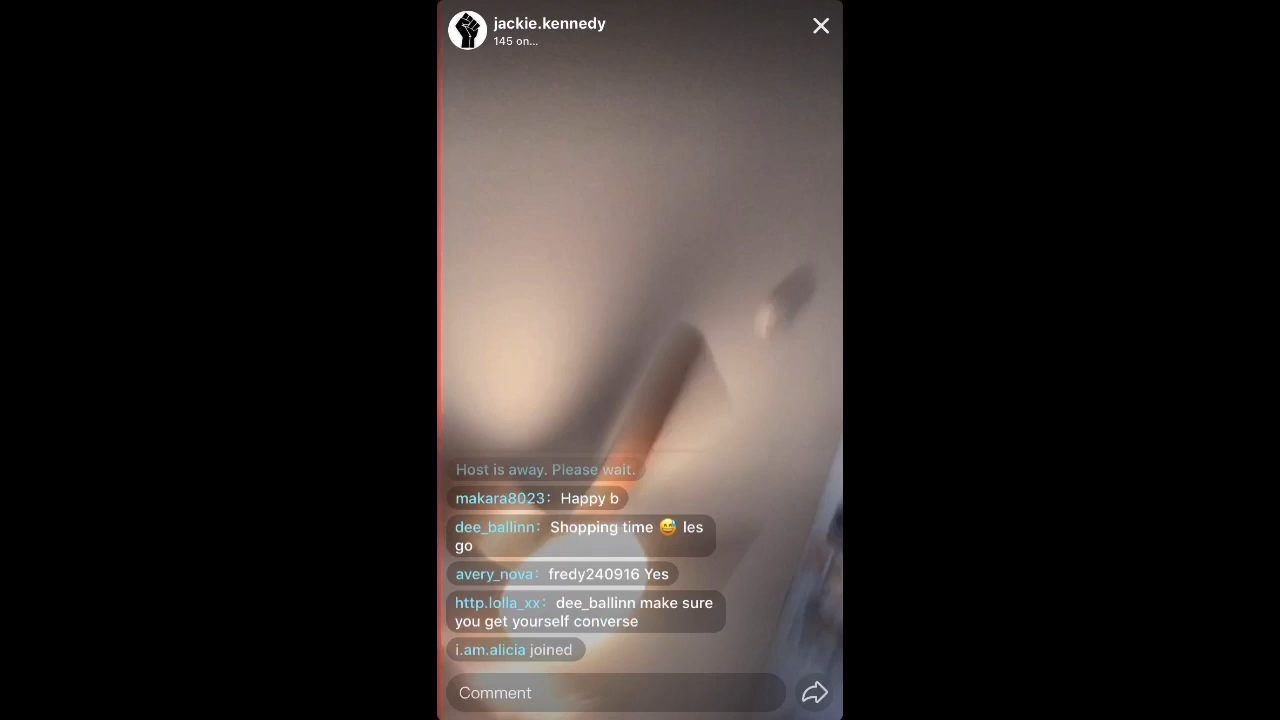 jackie.kennedy
145 on...
Host is away. Please wait.
makara8023: Happy b
dee_ballinn: Shopping time 😅 les
go
avery_nova: fredy240916 Yes
http.lolla_xx: dee_ballinn make sure
you get yourself converse
i.am.alicia joined
Comment